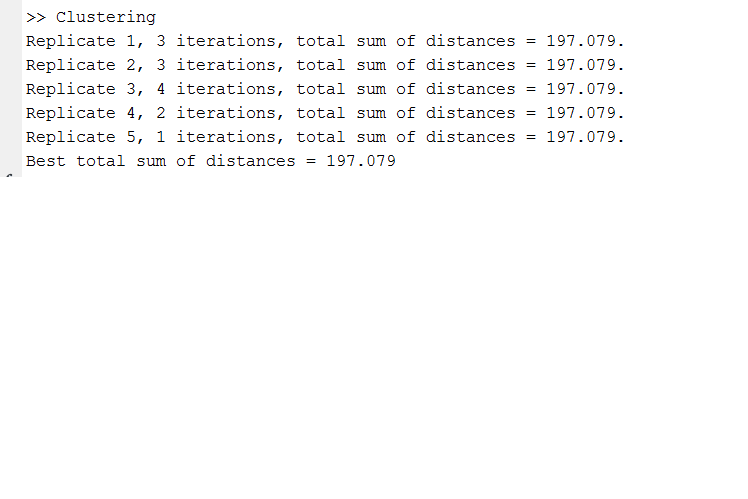 >> Clustering
Replicate 1, 3 iterations, total sum of distances = 197.079.
Replicate 2, 3 iterations, total sum of distances = 197.079.
Replicate 3, 4 iterations, total sum of distances = 197.079.
Replicate 4, 2 iterations, total sum of distances = 197.079.
Replicate 5, 1 iterations, total sum of distances = 197.079.
Best total sum of distances = 197.079